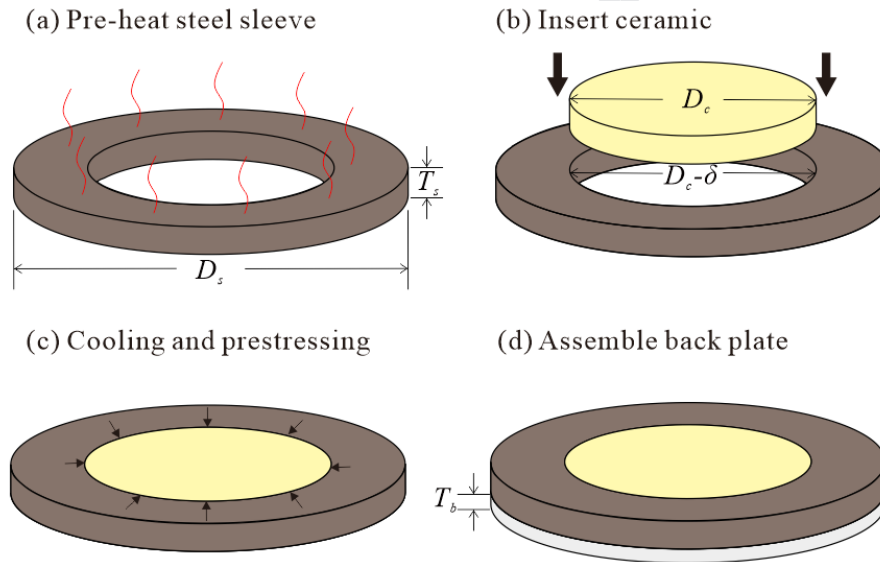 (a) Pre-heat steel sleeve
(b) Insert ceramic
D_c
T_s
D_c-δ
D_s
(c) Cooling and prestressing
(d) Assemble back plate
T_b